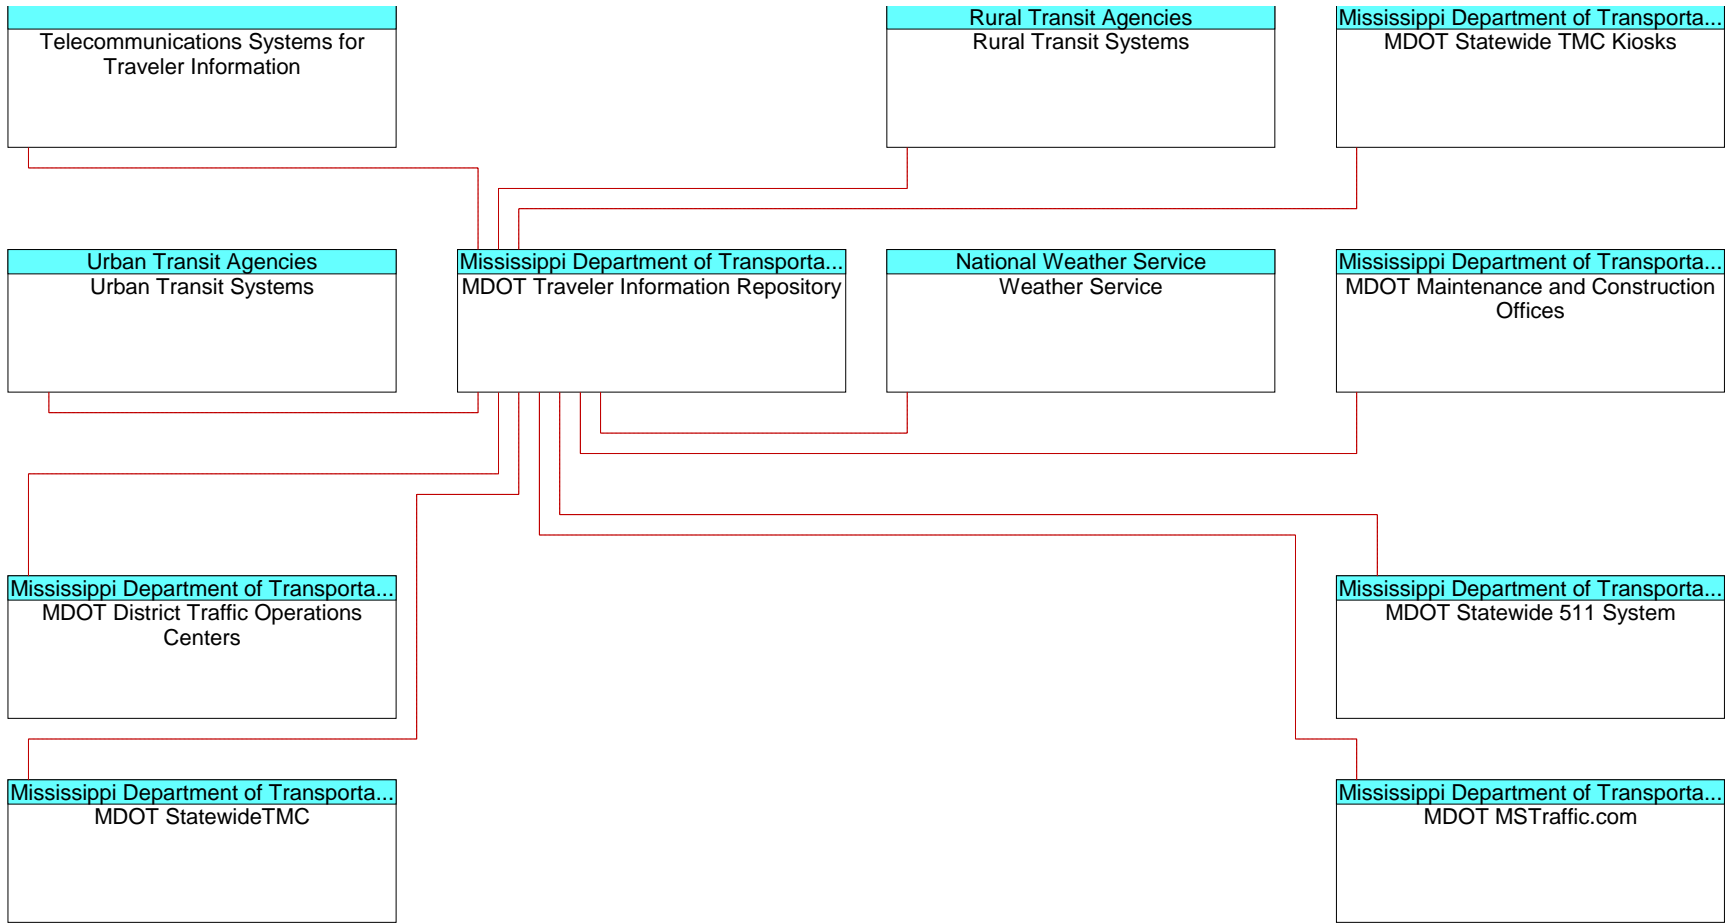 Telecommunications Systems for
Traveler Information
Rural Transit Agencies
Rural Transit Systems
Mississippi Department of Transporta...
MDOT Statewide TMC Kiosks
Urban Transit Agencies
Urban Transit Systems
Mississippi Department of Transporta...
MDOT Traveler Information Repository
National Weather Service
Weather Service
Mississippi Department of Transporta...
MDOT Maintenance and Construction
Offices
Mississippi Department of Transporta...
MDOT District Traffic Operations
Centers
Mississippi Department of Transporta...
MDOT Statewide 511 System
Mississippi Department of Transporta...
MDOT StatewideTMC
Mississippi Department of Transporta...
MDOT MSTraffic.com